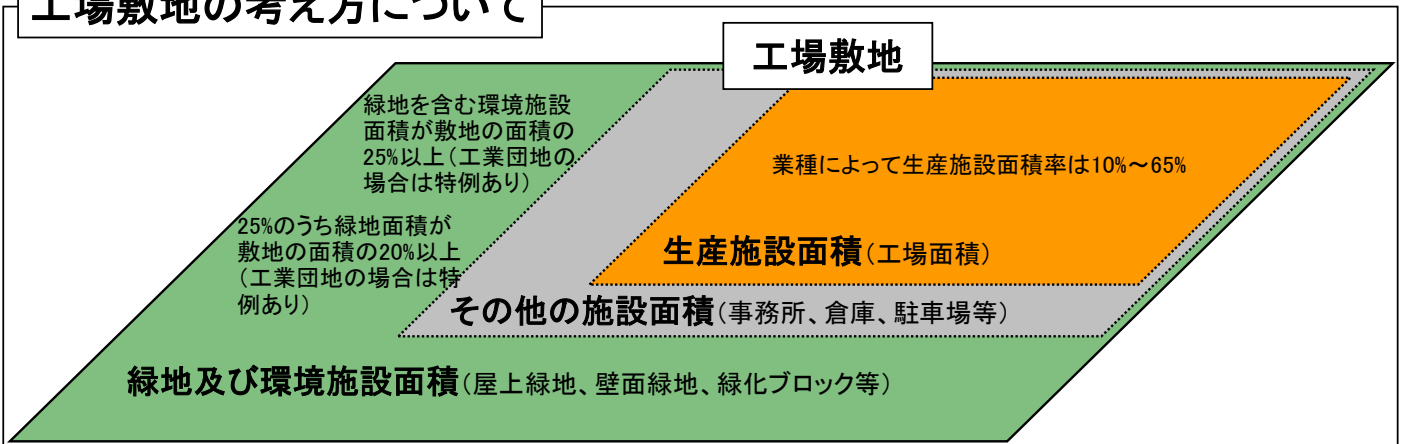 工場敷地の考え方について
工場敷地
緑地を含む環境施設
面積が敷地の面積の
25%以上（工業団地の
場合は特例あり）
業種によって生産施設面積率は10%～65%
25%のうち緑地面積が
敷地の面積の20%以上
（工業団地の場合は特
例あり）
生産施設面積（工場面積）
その他の施設面積（事務所、倉庫、駐車場等）
緑地及び環境施設面積（屋上緑地、壁面緑地、緑化ブロック等）